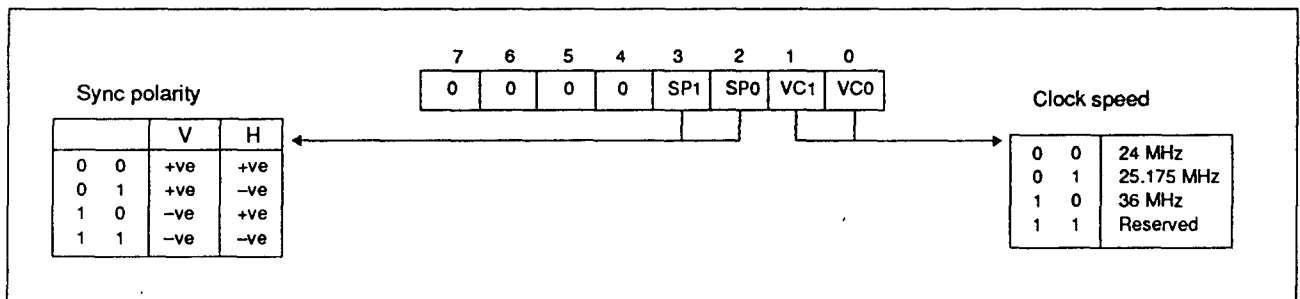 7 6 5 4 3 2 1 0
0 0 0 0 SP1 SP0 VC1 VC0
Sync polarity
V H
0 0 +ve +ve
0 1 +ve –ve
1 0 –ve +ve
1 1 –ve –ve
Clock speed
0 0 24 MHz
0 1 25.175 MHz
1 0 36 MHz
1 1 Reserved